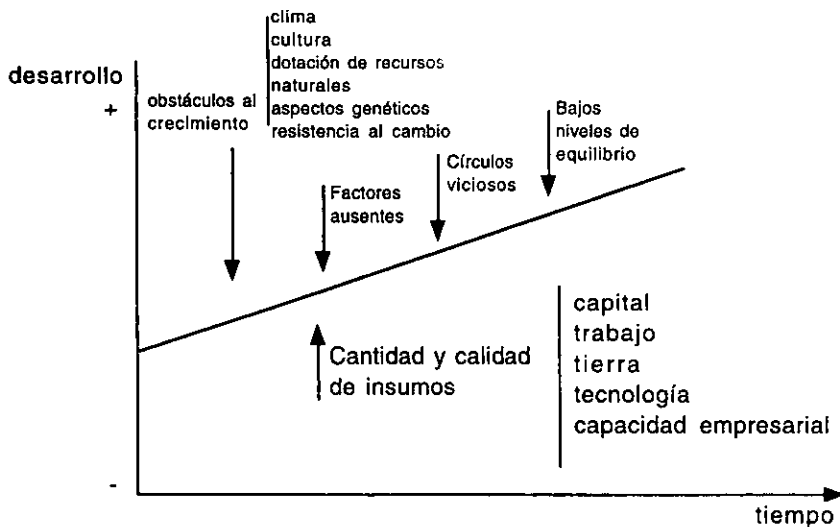 clima
cultura
dotación de recursos
naturales
aspectos genéticos
resistencia al cambio
desarrollo
+
obstáculos al
crecimiento
Bajos
niveles de
equilibrio
Círculos
viciosos
Factores
ausentes
Cantidad y calidad
de insumos
capital
trabajo
tierra
tecnología
capacidad empresarial
-
tiempo